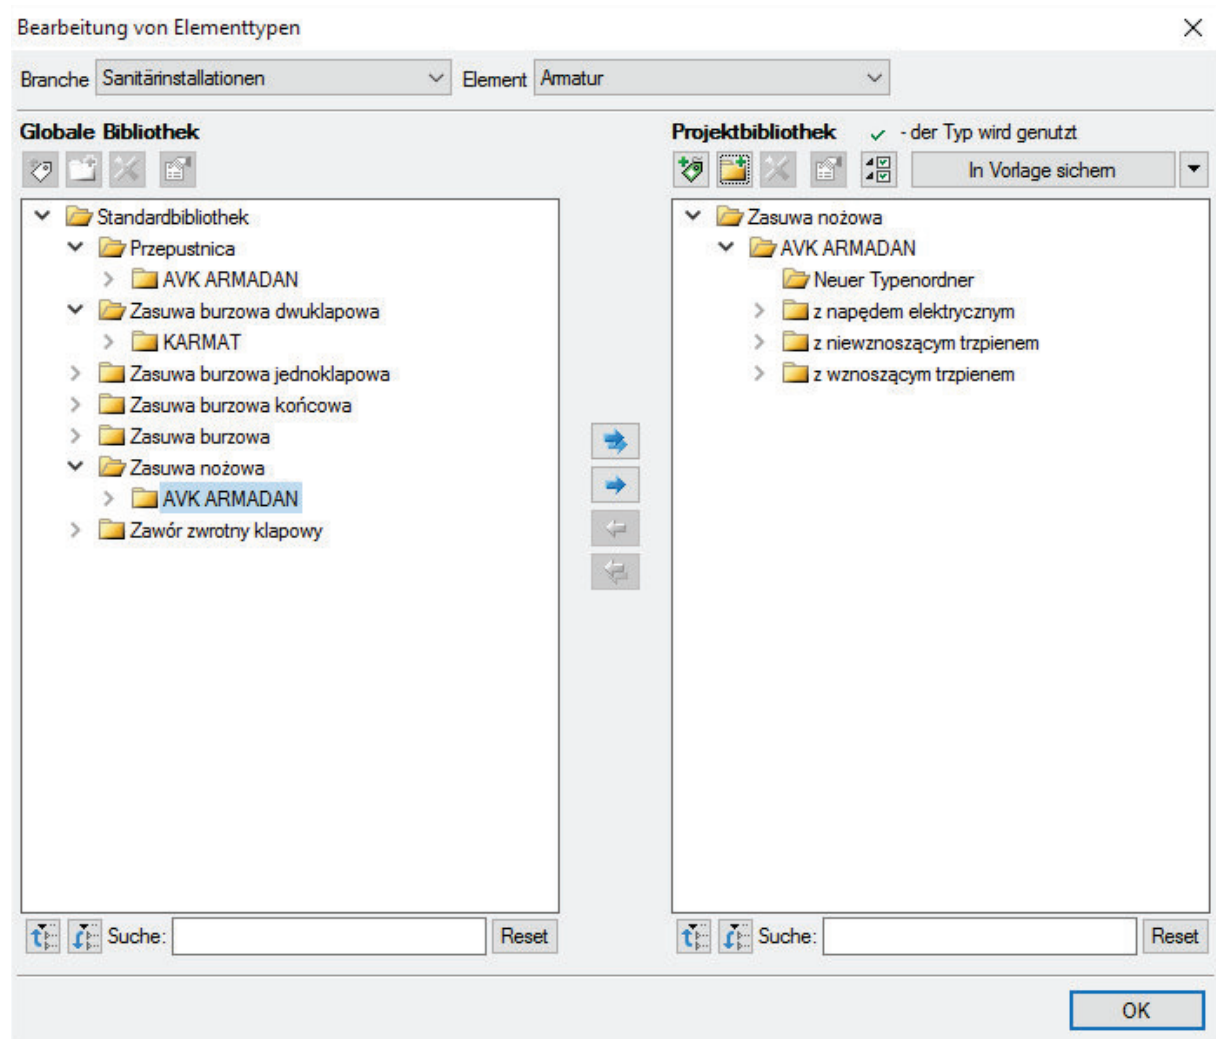 Bearbeitung von Elementtypen
Branche Sanitärinstallationen Element Armatur
Globale Bibliothek
Standardbibliothek
Przepustnica
AVK ARMADAN
Zasuwa burzowa dwuklapowa
KARMAT
Zasuwa burzowa jednoklapowa
Zasuwa burzowa końcowa
Zasuwa burzowa
Zasuwa nożowa
AVK ARMADAN
Zawór zwrotny klapowy
Suche: Reset
Projektbibliothek - der Typ wird genutzt
In Vorlage sichern
Zasuwa nożowa
AVK ARMADAN
Neuer Typenordner
z napędem elektrycznym
z niewznoszącym trzpienem
z wznoszącym trzpienem
Suche: Reset
OK